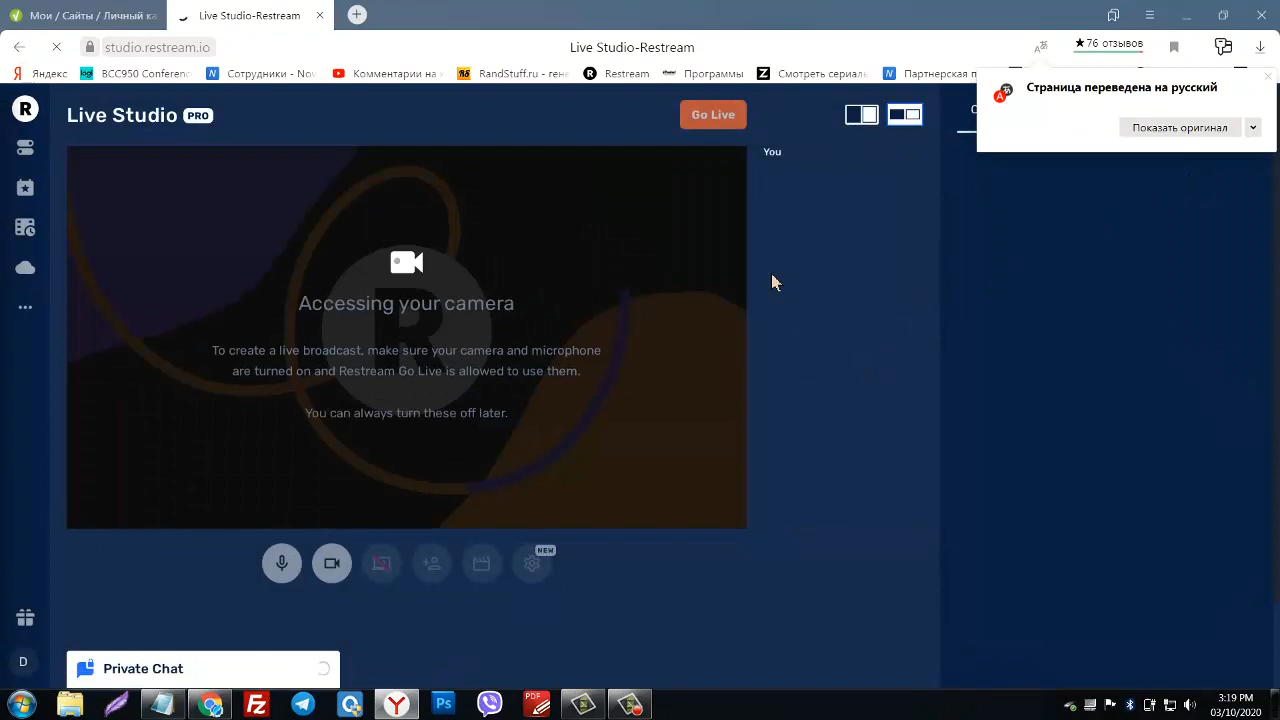 Мои / Сайты / Личный ка
Live Studio-Restream
studio.restream.io
Live Studio-Restream
★76 отзывов
Яндекс
BCC950 Conferenc
Сотрудники - Nov
Комментарии на к
RandStuff.ru - гене
Restream
Программы
Смотреть сериаль
Партнерская п
Страница переведена на русский
Показать оригинал
R
Live Studio PRO
Go Live
You
Accessing your camera
To create a live broadcast, make sure your camera and microphone
are turned on and Restream Go Live is allowed to use them.
You can always turn these off later.
NEW
D
Private Chat
Ps
PDF
3:19 PM
03/10/2020